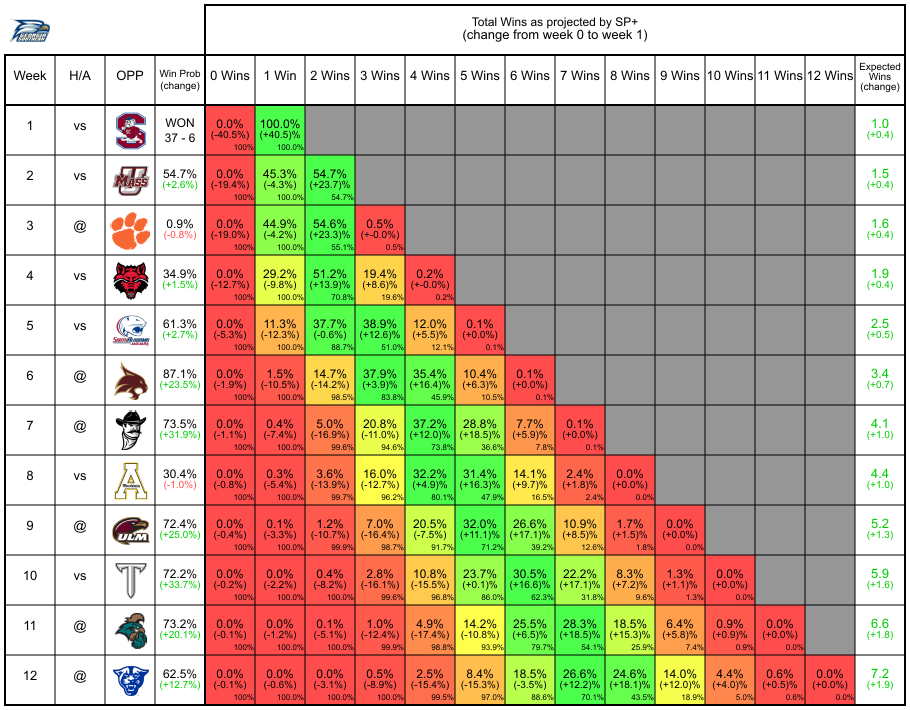 GEORGIA SOUTHERN
Total Wins as projected by SP+
(change from week 0 to week 1)
Week H/A OPP Win Prob (change) 0 Wins 1 Win 2 Wins 3 Wins 4 Wins 5 Wins 6 Wins 7 Wins 8 Wins 9 Wins 10 Wins 11 Wins 12 Wins Expected Wins (change)
1 vs S WON 0.0% 100.0% 1.0
37 - 6 (-40.5%) (+40.5)% (+0.4)
100% 100.0%
2 vs U MASS 54.7% 0.0% 45.3% 54.7% 1.5
(+2.6%) (-19.4%) (-4.3%) (+23.7)% (+0.4)
100% 100.0% 54.7%
3 @ 0.9% 0.0% 44.9% 54.6% 0.5% 1.6
(-0.8%) (-19.0%) (-4.2%) (+23.3)% (+-0.0)% (+0.4)
100% 100.0% 55.1% 0.5%
4 vs 34.9% 0.0% 29.2% 51.2% 19.4% 0.2% 1.9
(+1.5%) (-12.7%) (-9.8%) (+13.9)% (+8.6)% (+-0.0)% (+0.4)
100% 100.0% 70.8% 19.6% 0.2%
5 vs SOUTH ALABAMA 61.3% 0.0% 11.3% 37.7% 38.9% 12.0% 0.1% 2.5
(+2.7%) (-5.3%) (-12.3%) (-0.6%) (+12.6)% (+5.5)% (+0.0)% (+0.5)
100% 100.0% 88.7% 51.0% 12.1% 0.1%
6 @ 87.1% 0.0% 1.5% 14.7% 37.9% 35.4% 10.4% 0.1% 3.4
(+23.5%) (-1.9%) (-10.5%) (-14.2%) (+3.9)% (+16.4)% (+6.3)% (+0.0)% (+0.7)
100% 100.0% 98.5% 83.8% 45.9% 10.5% 0.1%
7 @ 73.5% 0.0% 0.4% 5.0% 20.8% 37.2% 28.8% 7.7% 0.1% 4.1
(+31.9%) (-1.1%) (-7.4%) (-16.9%) (-11.0%) (+12.0)% (+18.5)% (+5.9)% (+0.0)% (+1.0)
100% 100.0% 99.6% 94.6% 73.8% 36.6% 7.8% 0.1%
8 vs A 30.4% 0.0% 0.3% 3.6% 16.0% 32.2% 31.4% 14.1% 2.4% 0.0% 4.4
(-1.0%) (-0.8%) (-5.4%) (-13.9%) (-12.7%) (+4.9)% (+16.3)% (+9.7)% (+1.8)% (+0.0)% (+1.0)
100% 100.0% 99.7% 96.2% 80.1% 47.9% 16.5% 2.4% 0.0%
9 @ ULM 72.4% 0.0% 0.1% 1.2% 7.0% 20.5% 32.0% 26.6% 10.9% 1.7% 0.0% 5.2
(+25.0%) (-0.4%) (-3.3%) (-10.7%) (-16.4%) (-7.5%) (+11.1)% (+17.1)% (+8.5)% (+1.5)% (+0.0)% (+1.3)
100% 100.0% 99.9% 98.7% 91.7% 71.2% 39.2% 12.6% 1.8% 0.0%
10 vs T 72.2% 0.0% 0.0% 0.4% 2.8% 10.8% 23.7% 30.5% 22.2% 8.3% 1.3% 0.0% 5.9
(+33.7%) (-0.2%) (-2.2%) (-8.2%) (-16.1%) (-15.5%) (+0.1)% (+16.6)% (+17.1)% (+7.2)% (+1.1)% (+0.0)% (+1.6)
100% 100.0% 100.0% 99.6% 96.8% 86.0% 62.3% 31.8% 9.6% 1.3% 0.0%
11 @ 73.2% 0.0% 0.0% 0.1% 1.0% 4.9% 14.2% 25.5% 28.3% 18.5% 6.4% 0.9% 0.0% 6.6
(+20.1%) (-0.1%) (-1.2%) (-5.1%) (-12.4%) (-17.4%) (-10.8%) (+6.5)% (+18.5)% (+15.3)% (+5.8)% (+0.9)% (+0.0)% (+1.8)
100% 100.0% 100.0% 99.9% 98.8% 93.9% 79.7% 54.1% 25.9% 7.4% 0.9% 0.0%
12 @ 62.5% 0.0% 0.0% 0.0% 0.5% 2.5% 8.4% 18.5% 26.6% 24.6% 14.0% 4.4% 0.6% 0.0% 7.2
(+12.7%) (-0.1%) (-0.6%) (-3.1%) (-8.9%) (-15.4%) (-15.3%) (-3.5%) (+12.2)% (+18.1)% (+12.0)% (+4.0)% (+0.5)% (+0.0)% (+1.9)
100% 100.0% 100.0% 100.0% 99.5% 97.0% 88.6% 70.1% 43.5% 18.9% 5.0% 0.6% 0.0%